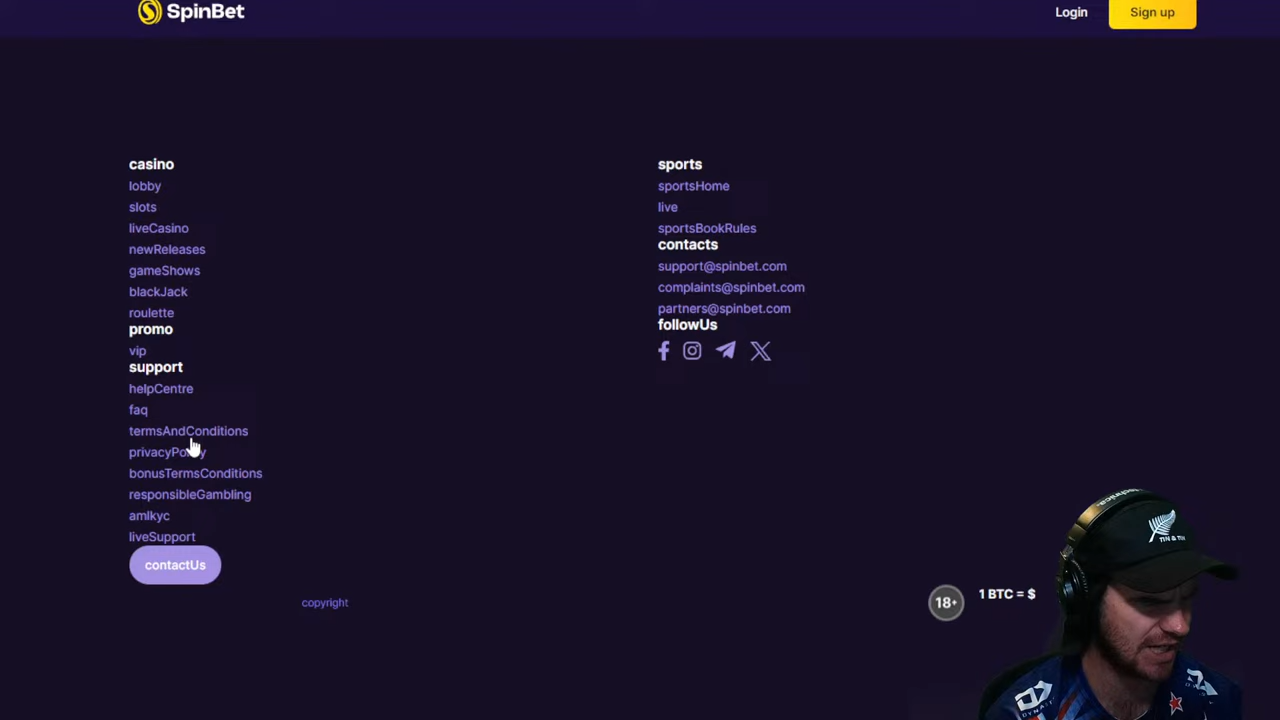 SpinBet
Login
Sign up
casino
lobby
slots
liveCasino
newReleases
gameShows
blackJack
roulette
promo
vip
support
helpCentre
faq
termsAndConditions
bonusTermsConditions
responsibleGambling
amlkyc
liveSupport
contactUs
copyright
sports
sportsHome
live
sportsBookRules
contacts
support@spinbet.com
complaints@spinbet.com
partners@spinbet.com
followUs
18+
1 BTC = $
technica.